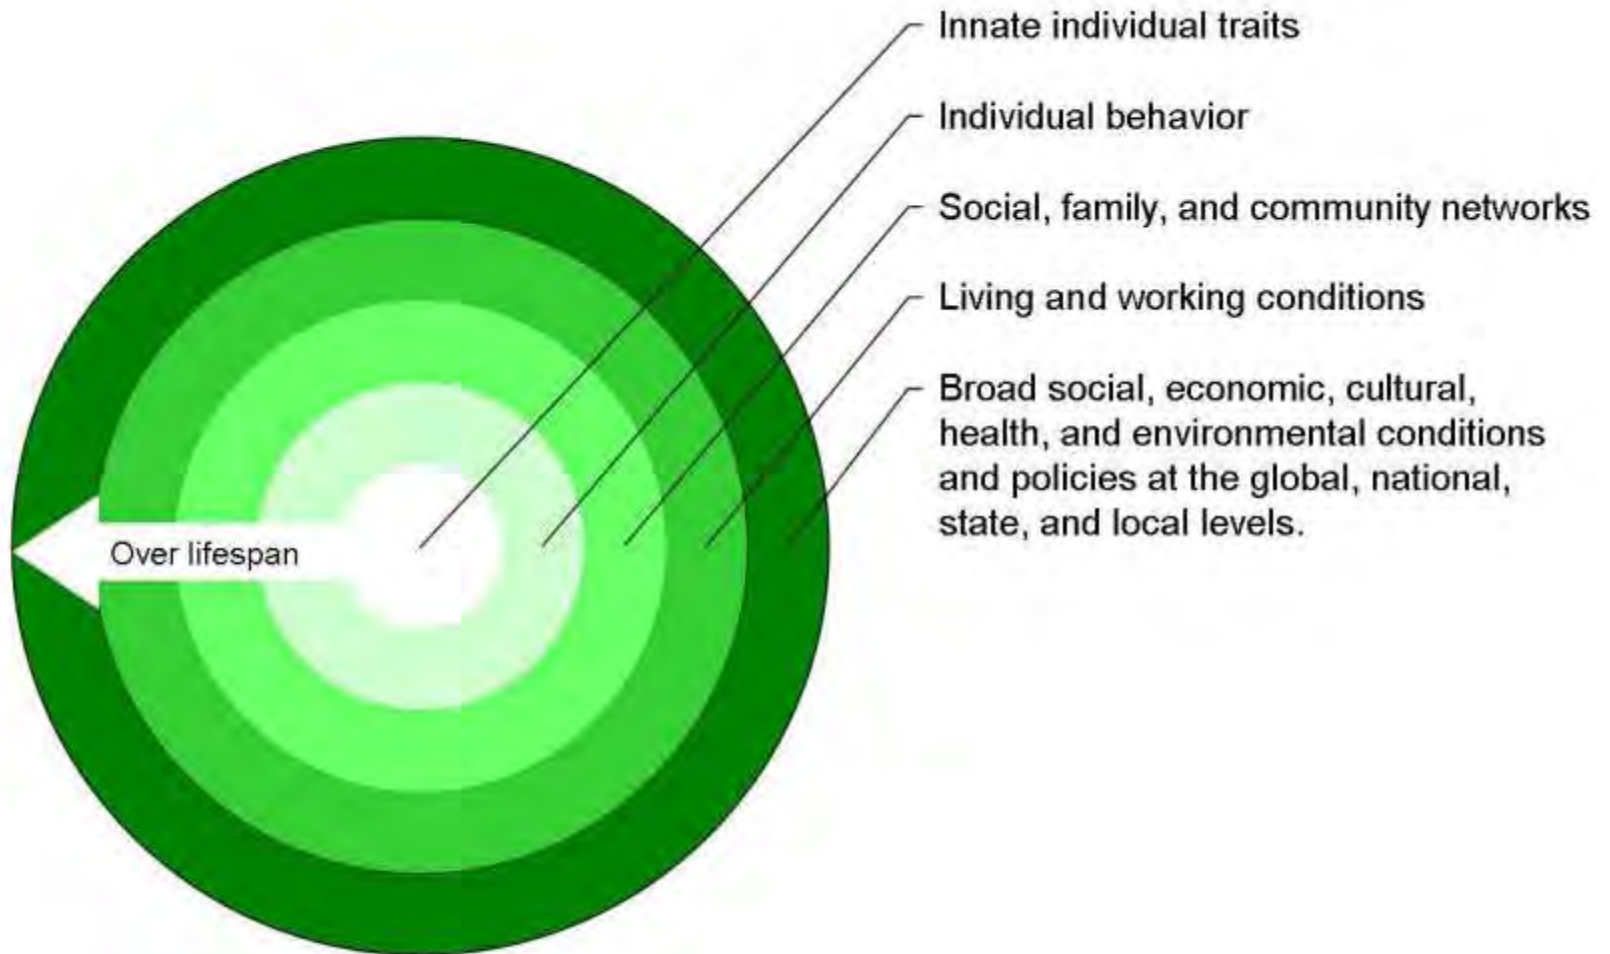 Innate individual traits
Individual behavior
Social, family, and community networks
Living and working conditions
Broad social, economic, cultural,
health, and environmental conditions
and policies at the global, national,
state, and local levels.
Over lifespan